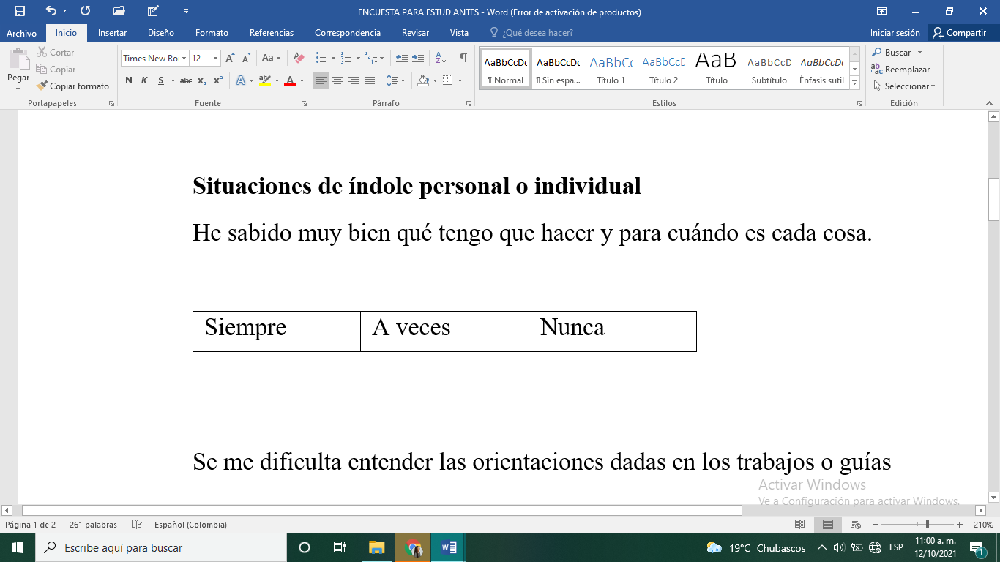 ENCUESTA PARA ESTUDIANTES - Word (Error de activación de productos)
Archivo Inicio Insertar Diseño Formato Referencias Correspondencia Revisar Vista ¿Qué desea hacer? Iniciar sesión Compartir
Pegar
Cortar
Copiar
Copiar formato
Portapapeles
Times New Ro 12 Aa
N K S abc x₂ x² A ab A
Fuente
Párrafo
AaBbCcDc AaBbCcDc AaBbCc AaBbCcD AaB AaBbCcD AaBbCcDc
¶ Normal ¶ Sin espa... Título 1 Título 2 Título Subtítulo Énfasis sutil
Estilos
Buscar
Reemplazar
Seleccionar
Edición
Situaciones de índole personal o individual
He sabido muy bien qué tengo que hacer y para cuándo es cada cosa.
Siempre A veces Nunca
Se me dificulta entender las orientaciones dadas en los trabajos o guías
Activar Windows
Ve a Configuración para activar Windows.
Página 1 de 2 261 palabras Español (Colombia) 210%
Escribe aquí para buscar 19°C Chubascos ESP 11:00 a. m.
12/10/2021 1